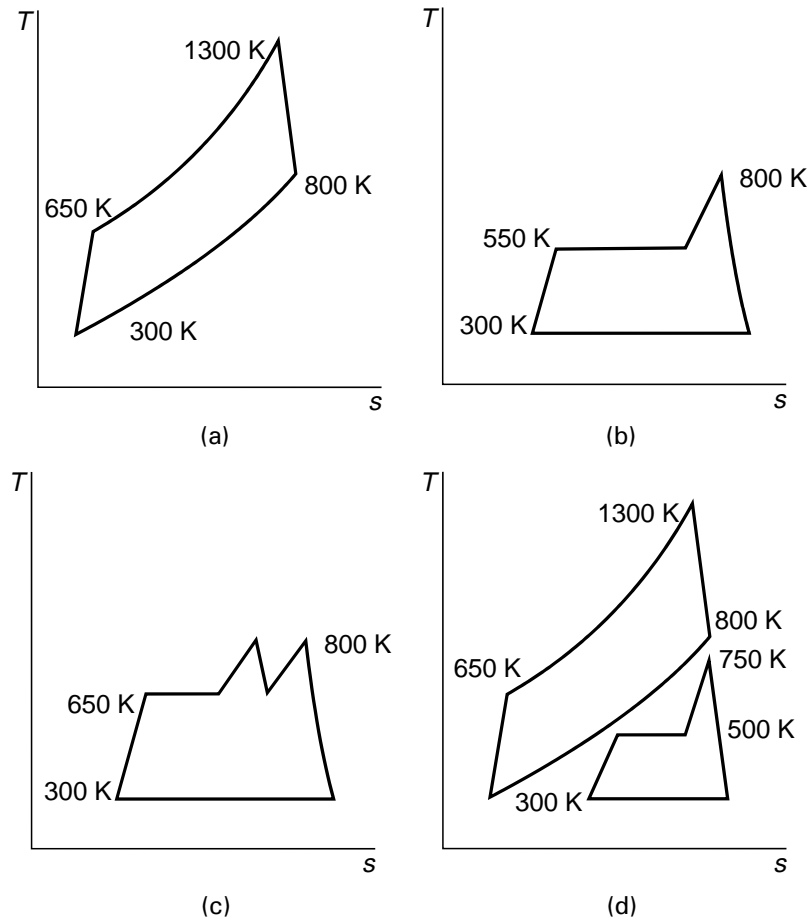 T
1300 K
650 K
800 K
300 K
s
(a)
T
800 K
550 K
300 K
s
(b)
T
800 K
650 K
300 K
s
(c)
T
1300 K
800 K
750 K
650 K
500 K
300 K
s
(d)